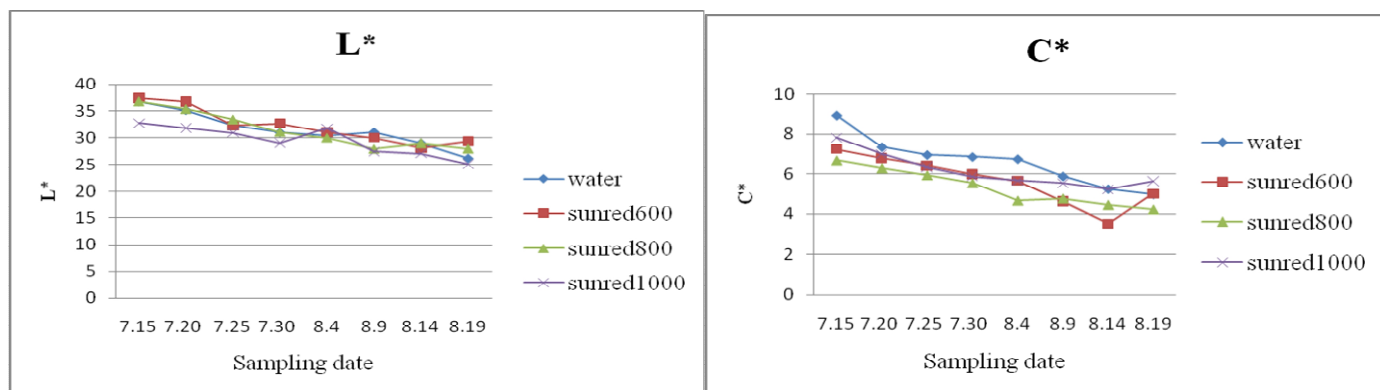 L*
40
35
30
25
20
15
10
5
0
L*
7.15 7.20 7.25 7.30 8.4 8.9 8.14 8.19
Sampling date
water
sunred600
sunred800
sunred1000
C*
10
8
6
4
2
0
C*
7.15 7.20 7.25 7.30 8.4 8.9 8.14 8.19
Sampling date
water
sunred600
sunred800
sunred1000